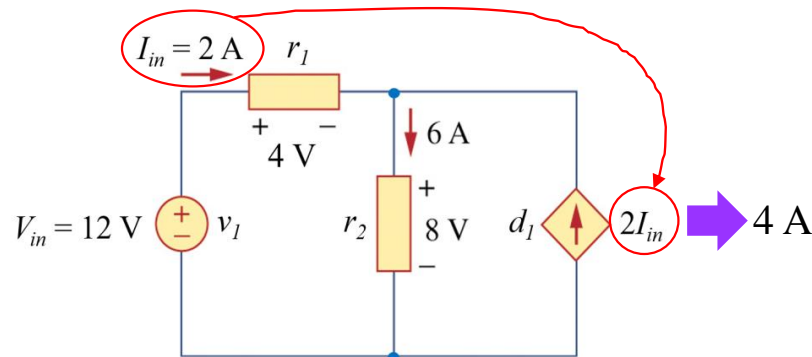 I_in = 2 A
r_1
+ −
4 V
6 A
V_in = 12 V
+
−
v_1
r_2
+
8 V
−
d_1
2I_in
4 A